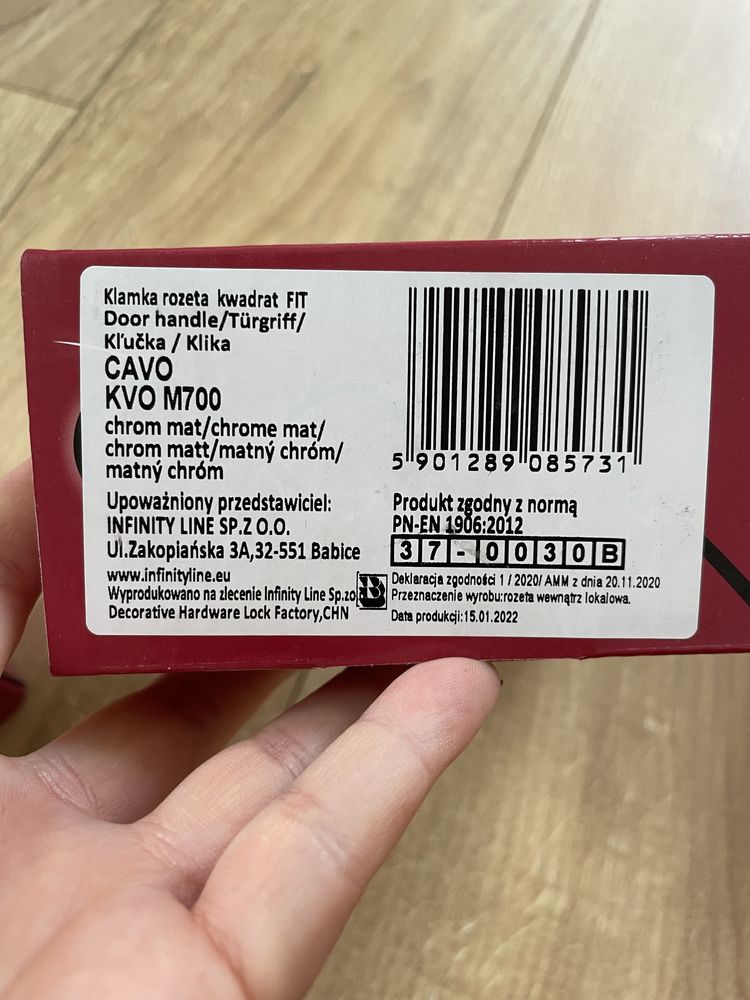 Klamka rozeta kwadrat FIT
Door handle/Türgriff/
Kľučka / Klika
CAVO
KVO M700
chrom mat/chrome mat/
chrom matt/matný chróm/
matný chróm
5 901289 085731
Upoważniony przedstawiciel:
INFINITY LINE SP.Z O.O.
Ul.Zakopiańska 3A,32-551 Babice
www.infinityline.eu
Wyprodukowano na zlecenie Infinity Line Sp.zo.
Decorative Hardware Lock Factory,CHN
B
Produkt zgodny z normą
PN-EN 1906:2012
37-0030B
Deklaracja zgodności 1 / 2020/ AMM z dnia 20.11.2020
Przeznaczenie wyrobu:rozeta wewnątrz lokalowa.
Data produkcji:15.01.2022